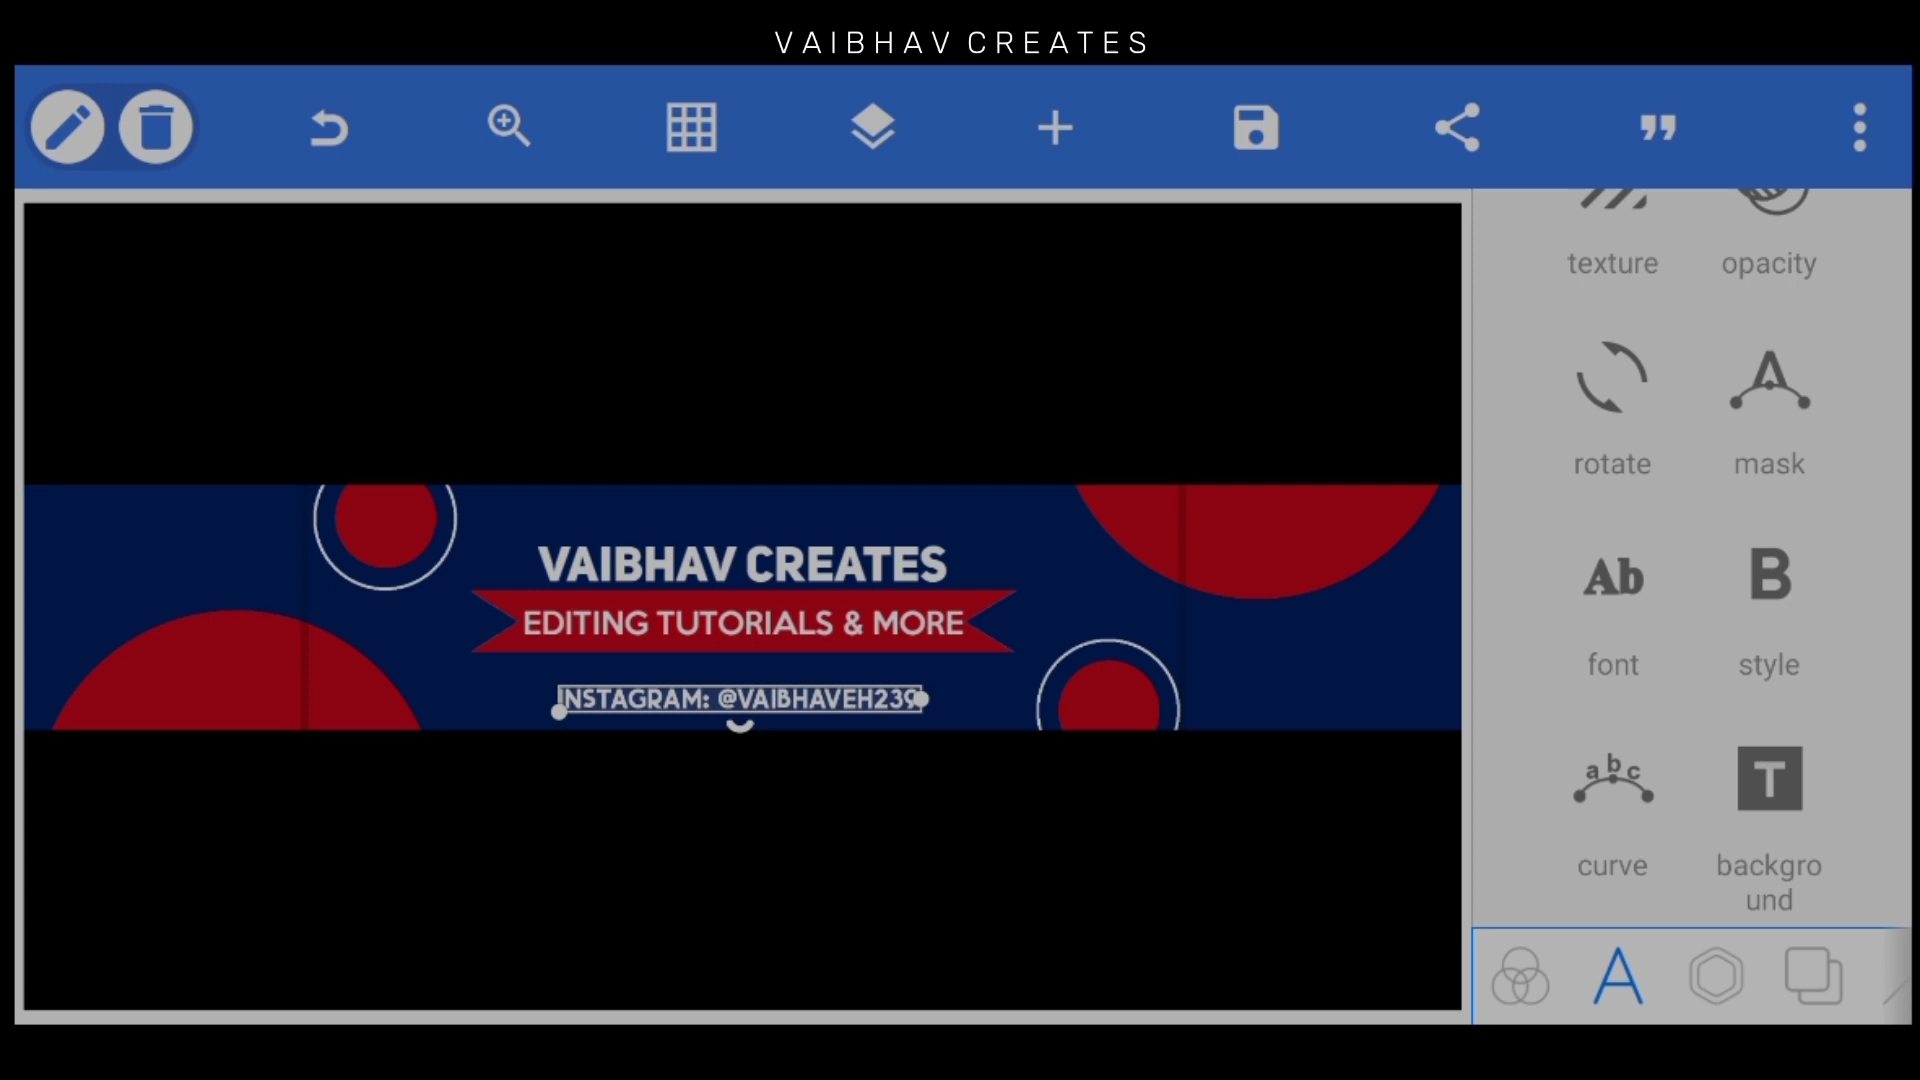 VAIBHAV CREATES
texture opacity
rotate mask
Ab B
font style
a b c T
curve backgro
und
A
VAIBHAV CREATES
EDITING TUTORIALS & MORE
INSTAGRAM: @VAIBHAVEH239